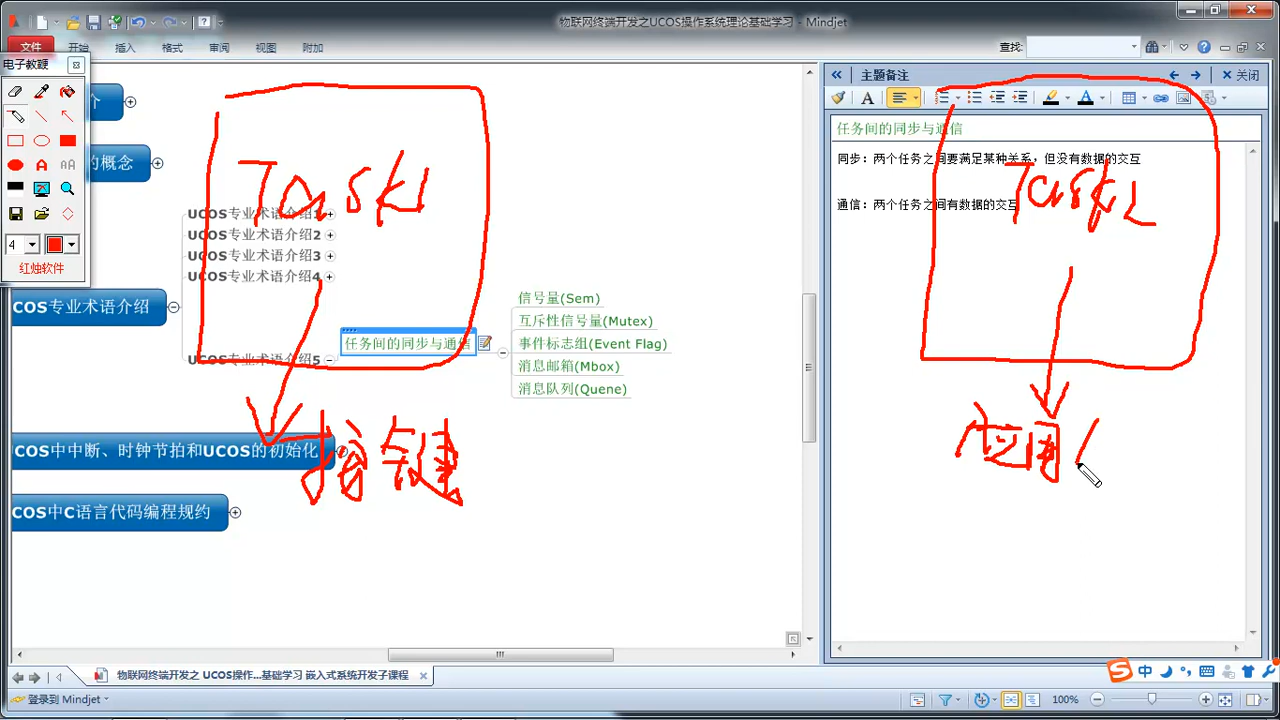 物联网终端开发之UCOS操作系统理论基础学习 - Mindjet
文件 开始 插入 格式 审阅 视图 附加
查找:
电子教鞭
4
红烛软件
介
的概念
UCOS专业术语介绍1
UCOS专业术语介绍2
UCOS专业术语介绍3
UCOS专业术语介绍4
COS专业术语介绍
任务间的同步与通信
UCOS专业术语介绍5
信号量(Sem)
互斥性信号量(Mutex)
事件标志组(Event Flag)
消息邮箱(Mbox)
消息队列(Quene)
COS中中断、时钟节拍和UCOS的初始化
COS中C语言代码编程规约
Task1
按键
主题备注
关闭
任务间的同步与通信
同步：两个任务之间要满足某种关系，但没有数据的交互
通信：两个任务之间有数据的交互
Task2
应用
物联网终端开发之 UCOS操作...基础学习 嵌入式系统开发子课程
中
登录到 Mindjet
100%